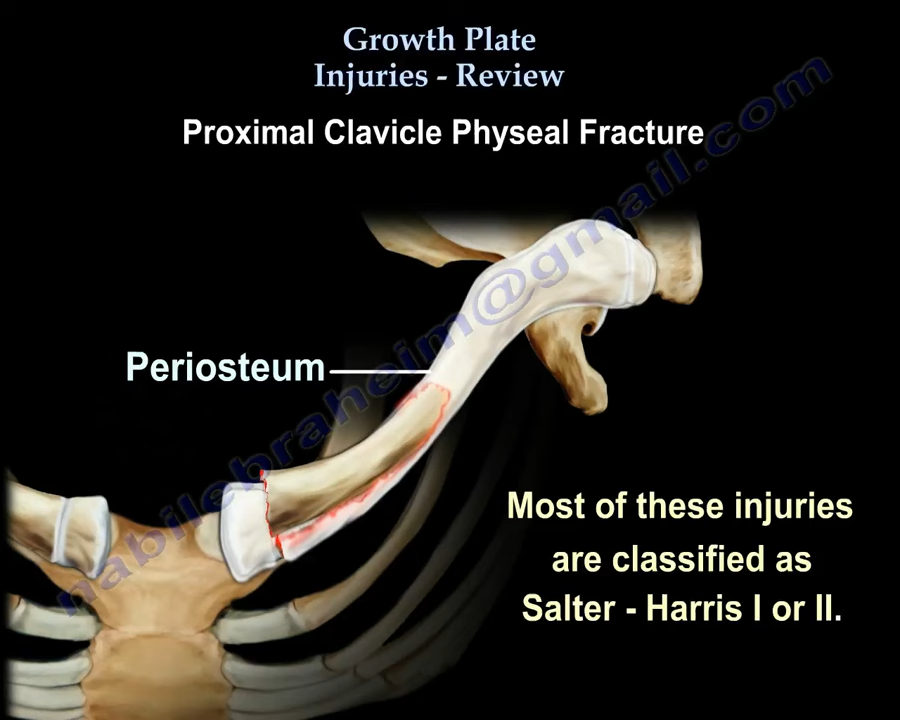 Growth Plate
Injuries - Review
Proximal Clavicle Physeal Fracture
nabilebraheim@gmail.com
Periosteum
Most of these injuries
are classified as
Salter - Harris I or II.